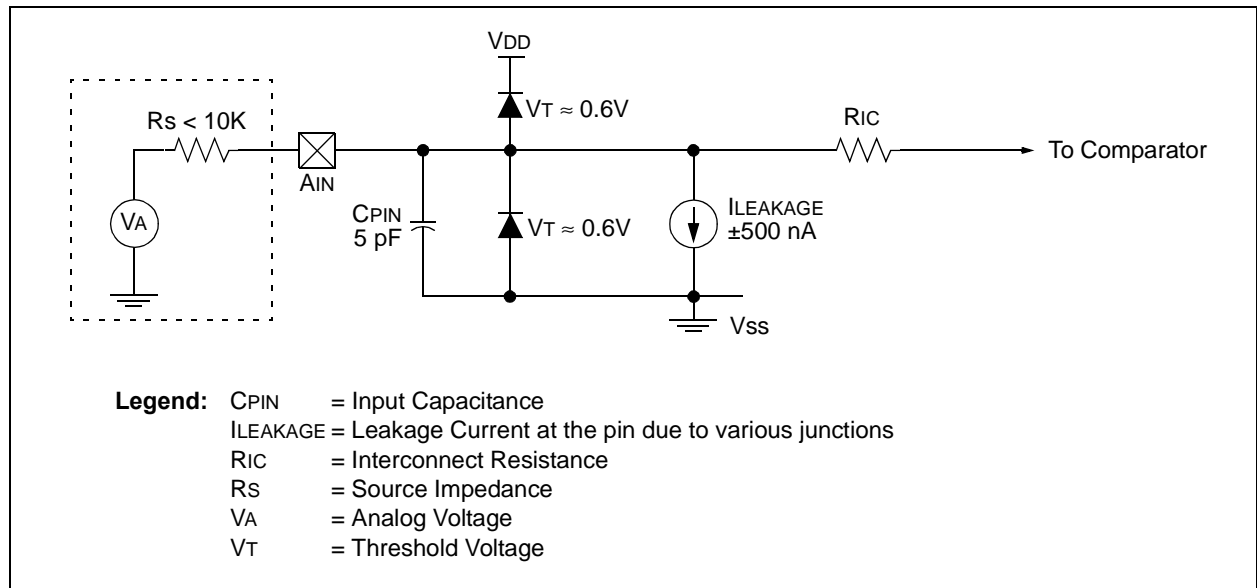 VDD
VT ≈ 0.6V
RS < 10K
RIC
To Comparator
AIN
VA
CPIN
5 pF
VT ≈ 0.6V
ILEAKAGE
±500 nA
VSS
Legend: CPIN = Input Capacitance
ILEAKAGE = Leakage Current at the pin due to various junctions
RIC = Interconnect Resistance
RS = Source Impedance
VA = Analog Voltage
VT = Threshold Voltage